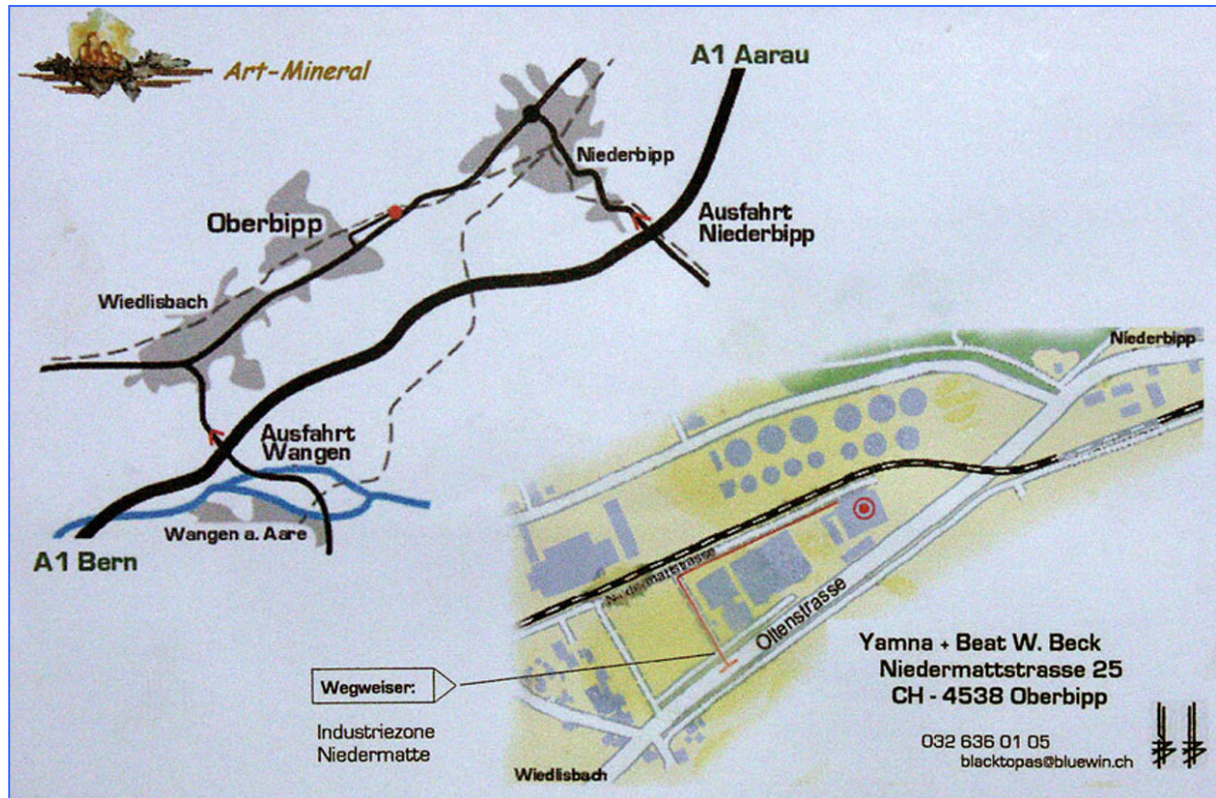 Art-Mineral
A1 Aarau
Niederbipp
Oberbipp
Ausfahrt
Niederbipp
Wiedlisbach
Ausfahrt
Wangen
Wangen a. Aare
A1 Bern
Niederbipp
Niedermattstrasse
Oltenstrasse
Wegweiser:
Industriezone
Niedermatte
Wiedlisbach
Yamna + Beat W. Beck
Niedermattstrasse 25
CH - 4538 Oberbipp
032 636 01 05
blacktopas@bluewin.ch